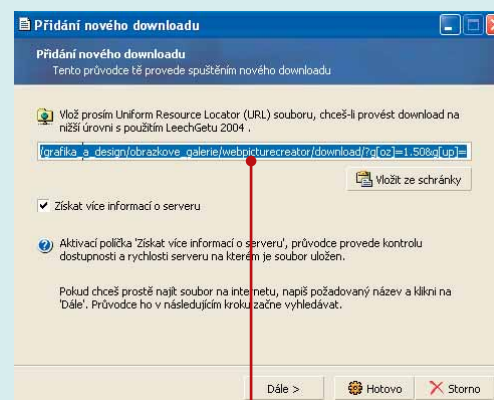 Přidání nového downloadu
Přidání nového downloadu
Tento průvodce tě provede spuštěním nového downloadu
Vlož prosím Uniform Resource Locator (URL) souboru, chceš-li provést download na
nižší úrovni s použitím LeechGetu 2004 .
/grafika_a_design/obrazkove_galerie/webpicturecreator/download/?g[oz]=1.50&g[up]=
Vložit ze schránky
Získat více informací o serveru
Aktivací políčka 'Získat více informací o serveru', průvodce provede kontrolu
dostupnosti a rychlosti serveru na kterém je soubor uložen.
Pokud chceš prostě najít soubor na internetu, napiš požadovaný název a klikni na
'Dále'. Průvodce ho v následujícím kroku začne vyhledávat.
Dále >
Hotovo
Storno